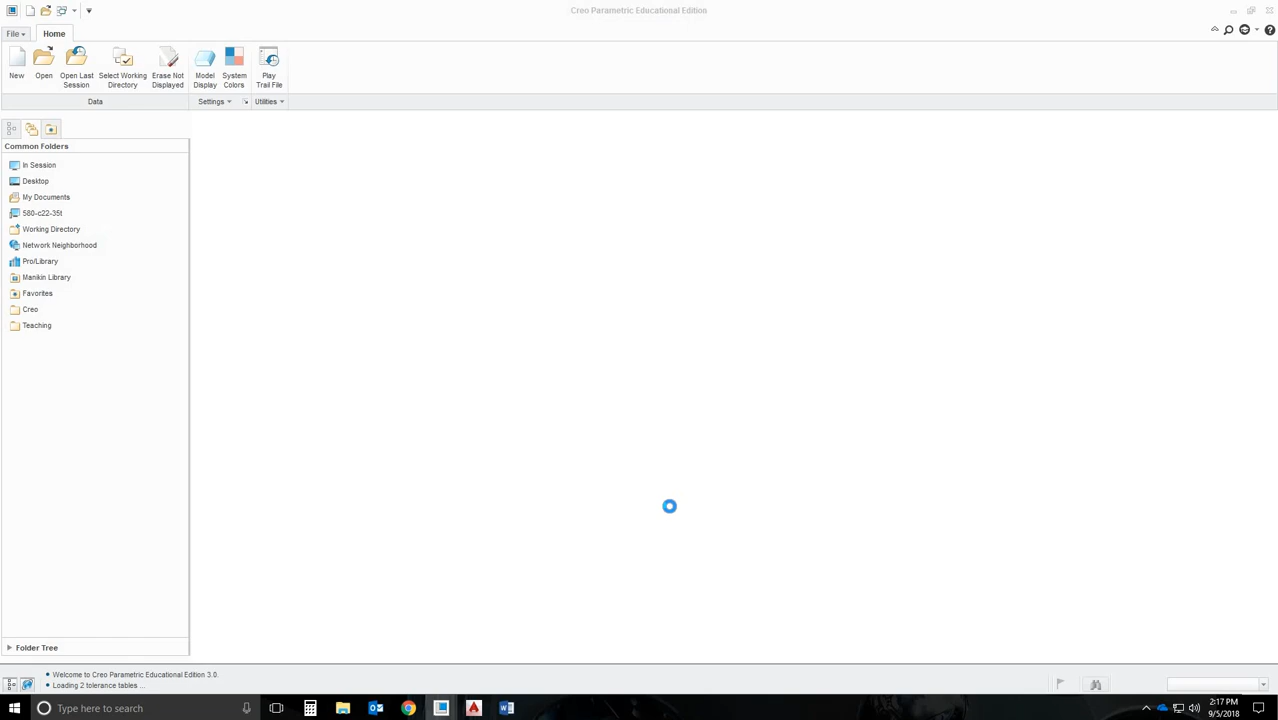 Creo Parametric Educational Edition
File
Home
New
Open
Open Last
Session
Select Working
Directory
Erase Not
Displayed
Model
Display
System
Colors
Play
Trail File
Data
Settings
Utilities
Common Folders
In Session
Desktop
My Documents
580-c22-35t
Working Directory
Network Neighborhood
Pro/Library
Manikin Library
Favorites
Creo
Teaching
Folder Tree
Welcome to Creo Parametric Educational Edition 3.0.
Loading 2 tolerance tables ...
Type here to search
2:17 PM
9/5/2018